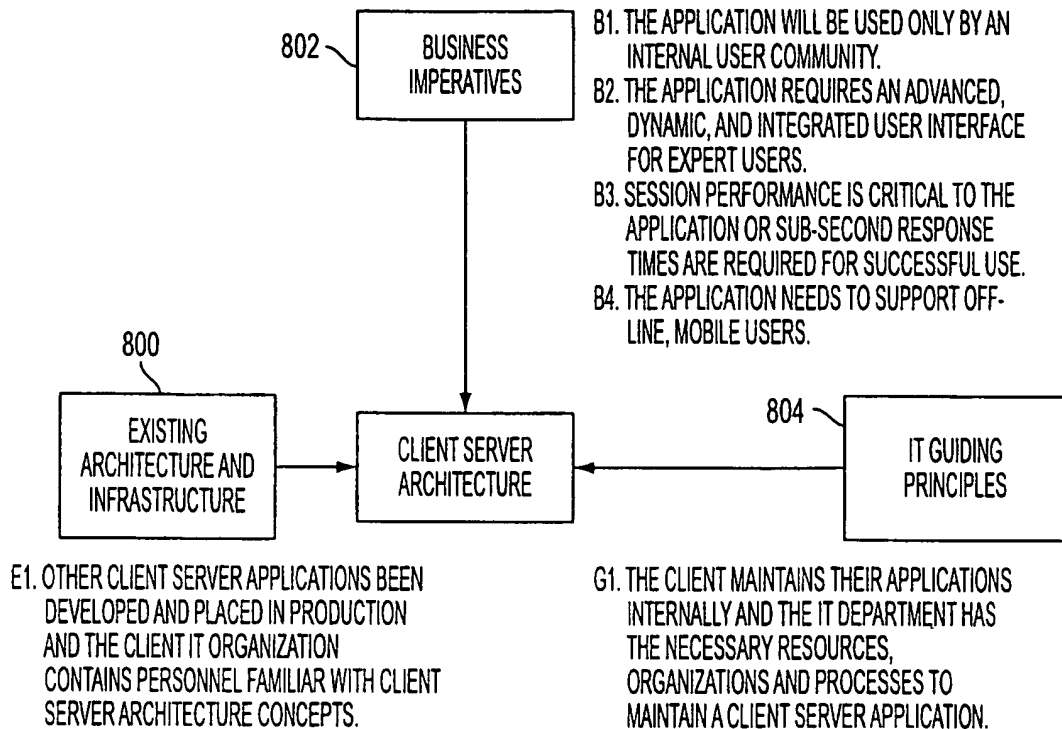 802
BUSINESS
IMPERATIVES
B1. THE APPLICATION WILL BE USED ONLY BY AN
INTERNAL USER COMMUNITY.
B2. THE APPLICATION REQUIRES AN ADVANCED,
DYNAMIC, AND INTEGRATED USER INTERFACE
FOR EXPERT USERS.
B3. SESSION PERFORMANCE IS CRITICAL TO THE
APPLICATION OR SUB-SECOND RESPONSE
TIMES ARE REQUIRED FOR SUCCESSFUL USE.
B4. THE APPLICATION NEEDS TO SUPPORT OFF-
LINE, MOBILE USERS.
800
EXISTING
ARCHITECTURE AND
INFRASTRUCTURE
CLIENT SERVER
ARCHITECTURE
804
IT GUIDING
PRINCIPLES
E1. OTHER CLIENT SERVER APPLICATIONS BEEN
DEVELOPED AND PLACED IN PRODUCTION
AND THE CLIENT IT ORGANIZATION
CONTAINS PERSONNEL FAMILIAR WITH CLIENT
SERVER ARCHITECTURE CONCEPTS.
G1. THE CLIENT MAINTAINS THEIR APPLICATIONS
INTERNALLY AND THE IT DEPARTMENT HAS
THE NECESSARY RESOURCES,
ORGANIZATIONS AND PROCESSES TO
MAINTAIN A CLIENT SERVER APPLICATION.